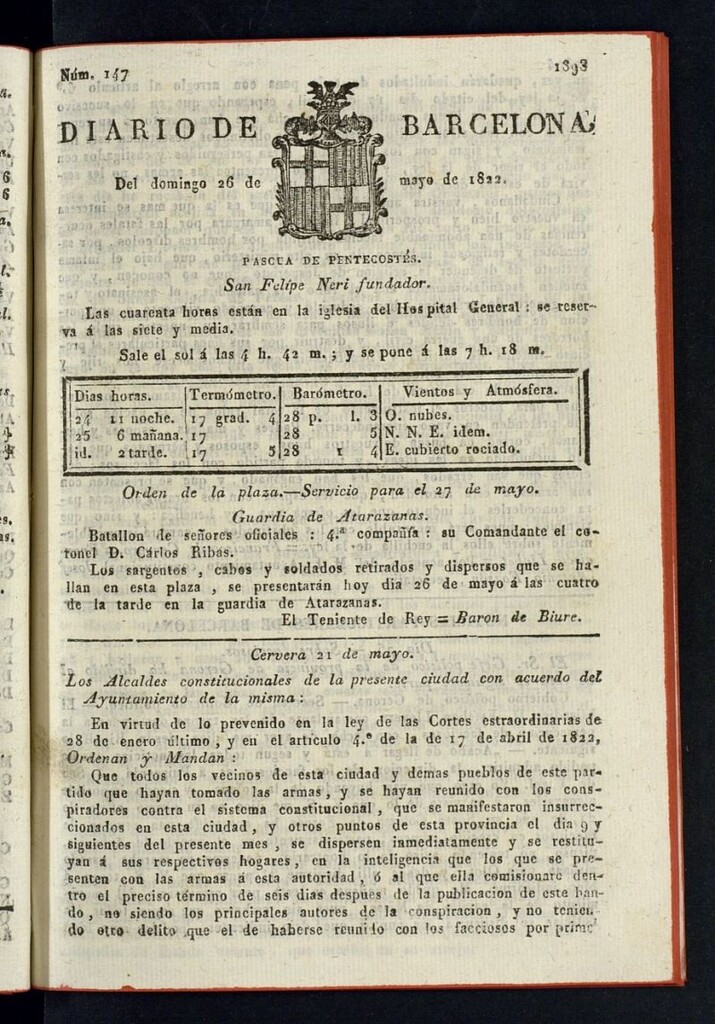 Núm. 147 1393
DIARIO DE BARCELONA,
Del domingo 26 de mayo de 1822.
PASCUA DE PENTECOSTÉS.
San Felipe Neri fundador.
Las cuarenta horas están en la iglesia del Hospital General : se reser-
va á las siete y media.
Sale el sol á las 4 h. 42 m. ; y se pone á las 7 h. 18 m.
Dias horas. Termómetro. Barómetro. Vientos y Atmósfera.
24 11 noche. 17 grad. 4 28 p. l. 3 O. nubes.
25 6 mañana. 17 28 5 N. N. E. idem.
id. 2 tarde. 17 5 28 1 4 E. cubierto rociado.
Orden de la plaza.—Servicio para el 27 de mayo.
Guardia de Atarazanas.
Batallon de señores oficiales : 4.ª compañía : su Comandante el co-
ronel D. Cárlos Ribas.
Los sargentos , cabos y soldados retirados y dispersos que se ha-
llan en esta plaza , se presentarán hoy dia 26 de mayo á las cuatro
de la tarde en la guardia de Atarazanas.
El Teniente de Rey = Baron de Biure.
Cervera 21 de mayo.
Los Alcaldes constitucionales de la presente ciudad con acuerdo del
Ayuntamiento de la misma :
En virtud de lo prevenido en la ley de las Cortes estraordinarias de
28 de enero último , y en el artículo 4.º de la de 17 de abril de 1822,
Ordenan y Mandan :
Que todos los vecinos de esta ciudad y demas pueblos de este par-
tido que hayan tomado las armas , y se hayan reunido con los cons-
piradores contra el sistema constitucional , que se manifestaron insurrec-
cionados en esta ciudad , y otros puntos de esta provincia el dia 9 y
siguientes del presente mes , se dispersen inmediatamente y se restitu-
yan á sus respectivos hogares , en la inteligencia que los que se pre-
senten con las armas á esta autoridad , ó al que ella comisionare den-
tro el preciso término de seis dias despues de la publicacion de este ban-
do , no siendo los principales autores de la conspiracion , y no tenien-
do otro delito que el de haberse reunido con los facciosos por prime